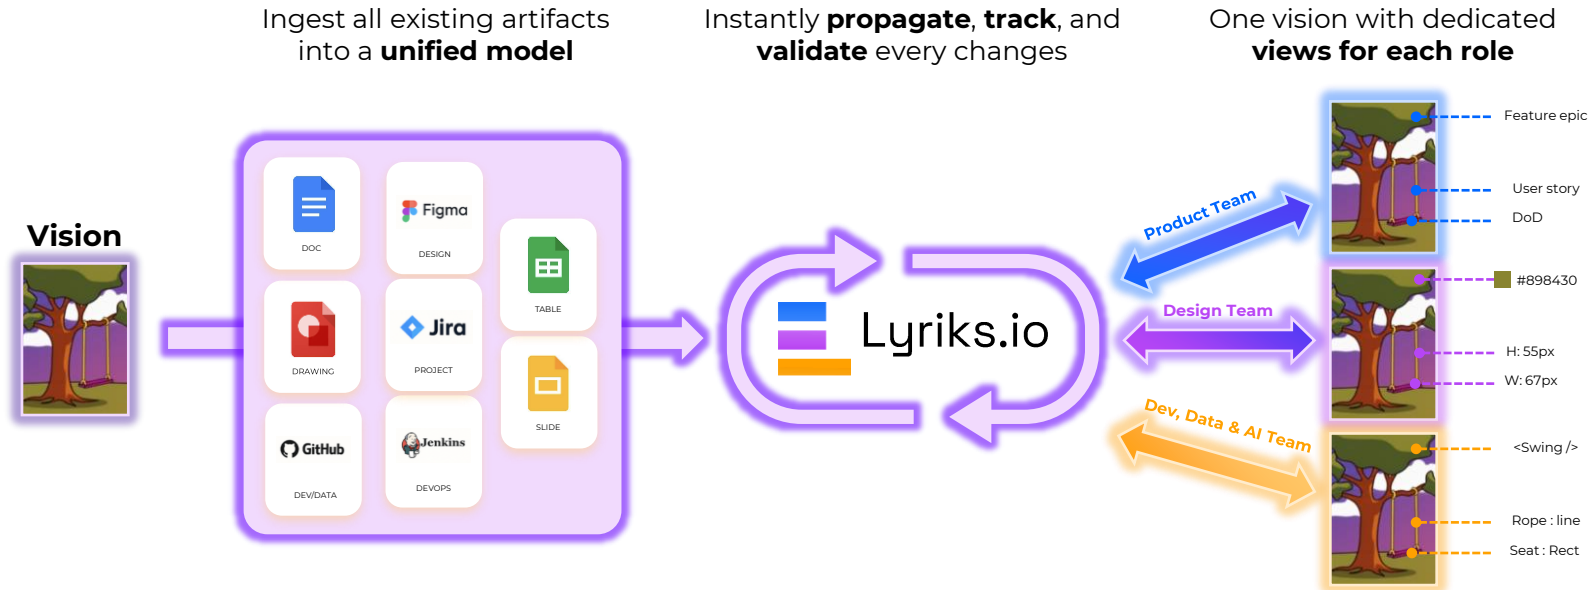 Ingest all existing artifacts
into a unified model
Instantly propagate, track, and
validate every changes
One vision with dedicated
views for each role
Vision
DOC
Figma
DESIGN
TABLE
DRAWING
Jira
PROJECT
SLIDE
GitHub
DEV/DATA
Jenkins
DEVOPS
Lyriks.io
Product Team
Design Team
Dev, Data & AI Team
Feature epic
User story
DoD
#898430
H: 55px
W: 67px
<Swing />
Rope : line
Seat : Rect